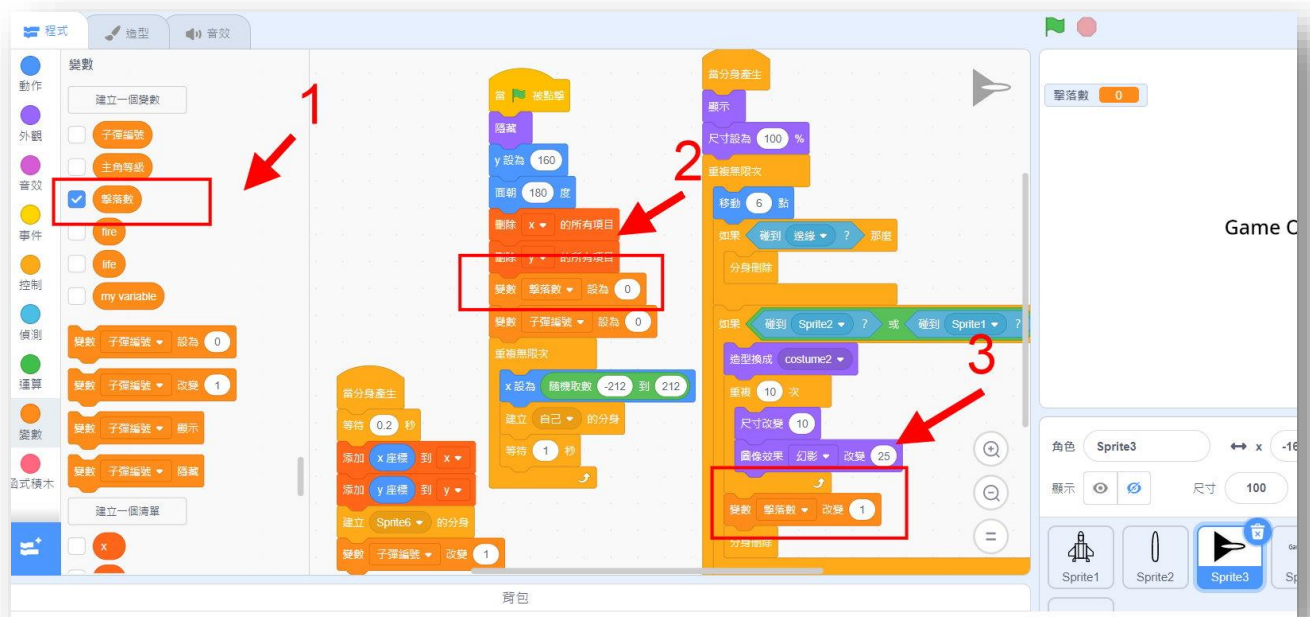 程式
造型
音效
動作
外觀
音效
事件
控制
偵測
運算
變數
函式積木
變數
建立一個變數
子彈編號
主角等級
擊落數
fire
life
my variable
變數 子彈編號 設為 0
變數 子彈編號 改變 1
變數 子彈編號 顯示
變數 子彈編號 隱藏
建立一個清單
x
1
2
3
當分身產生
等待 0.2 秒
添加 x 座標 到 x
添加 y 座標 到 y
建立 Sprite6 的分身
變數 子彈編號 改變 1
當 被點擊
隱藏
y 設為 160
面朝 180 度
刪除 x 的所有項目
刪除 y 的所有項目
變數 擊落數 設為 0
變數 子彈編號 設為 0
重複無限次
x 設為 隨機取數 -212 到 212
建立 自己 的分身
等待 1 秒
當分身產生
顯示
尺寸設為 100 %
重複無限次
移動 6 點
如果 碰到 邊緣 ? 那麼
分身刪除
如果 碰到 Sprite2 ? 或 碰到 Sprite1 ?
造型換成 costume2
重複 10 次
尺寸改變 10
圖像效果 幻影 改變 25
變數 擊落數 改變 1
分身刪除
背包
擊落數 0
Game O
角色 Sprite3 x -16
顯示 尺寸 100
Sprite1
Sprite2
Sprite3
Sp